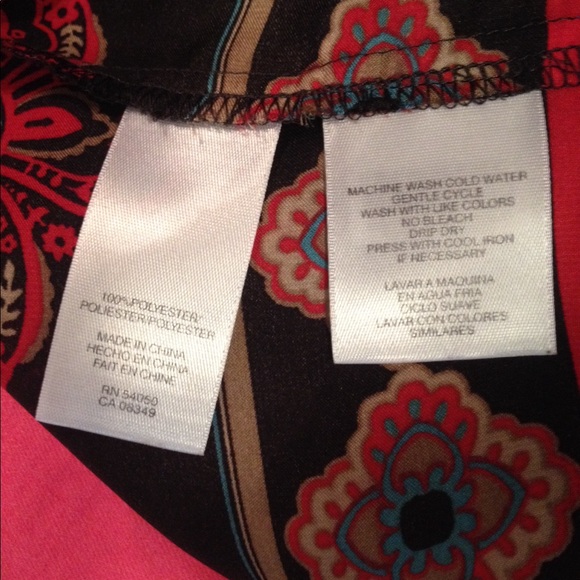 100%POLYESTER/
POLIESTER/POLYESTER
MADE IN CHINA
HECHO EN CHINA
FAIT EN CHINE
RN 54050
CA 08349
MACHINE WASH COLD WATER
GENTLE CYCLE
WASH WITH LIKE COLORS
NO BLEACH
DRIP DRY
PRESS WITH COOL IRON
IF NECESSARY
LAVAR A MAQUINA
EN AGUA FRIA
CICLO SUAVE
LAVAR CON COLORES
SIMILARES